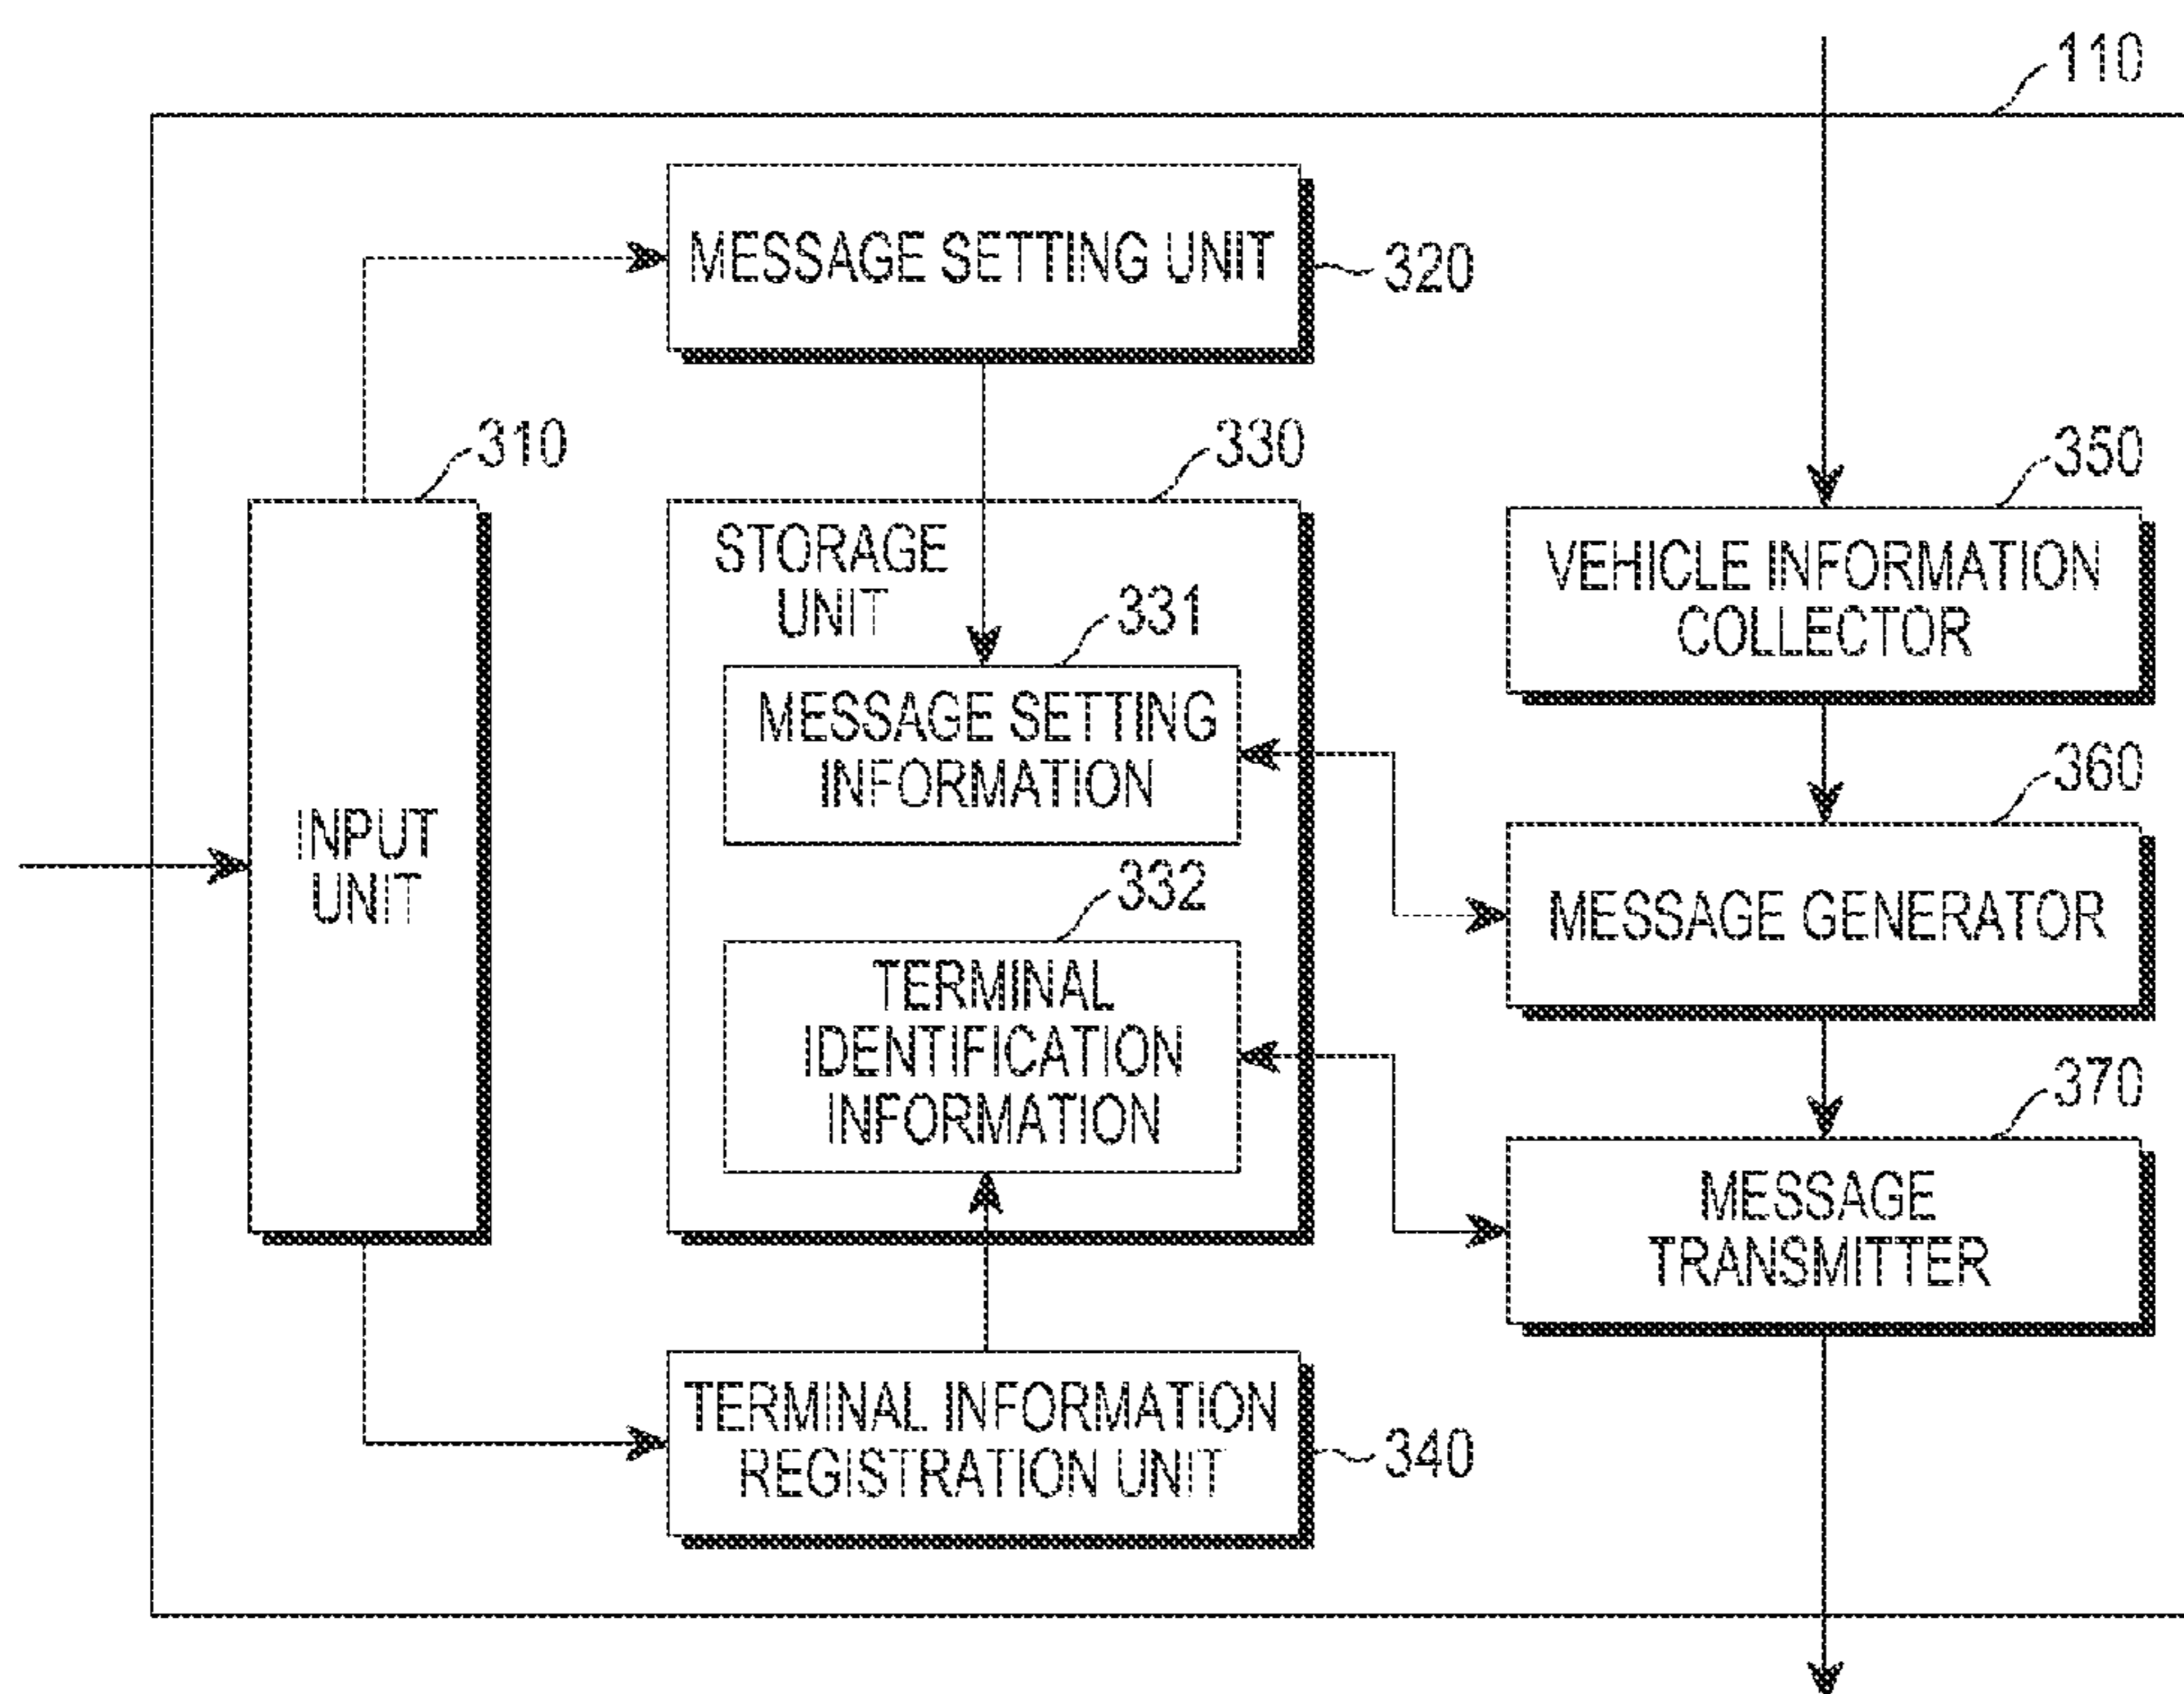 110
MESSAGE SETTING UNIT
320
310
330
350
STORAGE
UNIT
331
VEHICLE INFORMATION
COLLECTOR
MESSAGE SETTING
INFORMATION
360
INPUT
UNIT
332
MESSAGE GENERATOR
TERMINAL
IDENTIFICATION
INFORMATION
370
MESSAGE
TRANSMITTER
TERMINAL INFORMATION
REGISTRATION UNIT
340